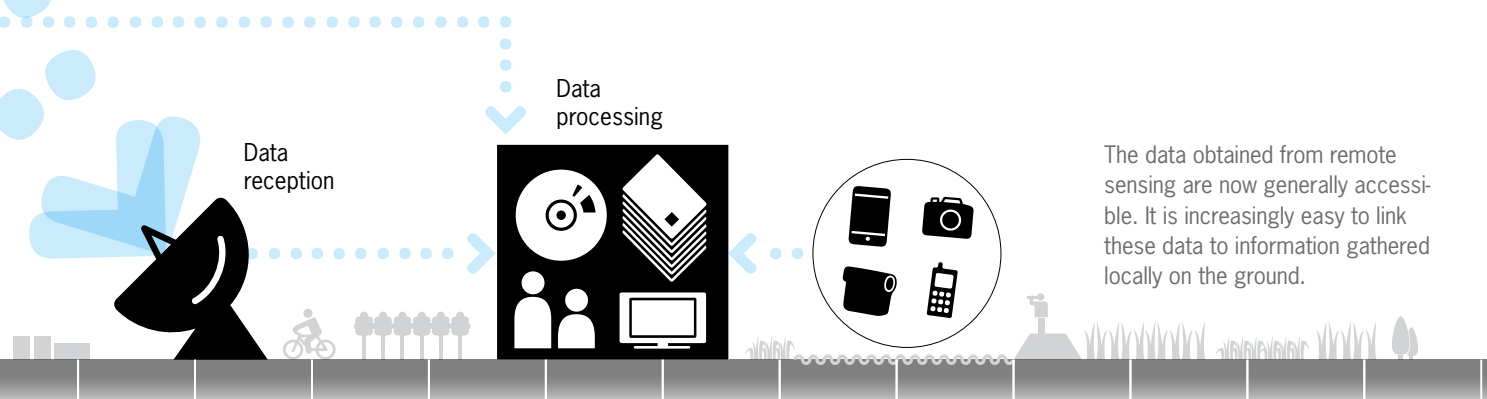 Data
processing
Data
reception
The data obtained from remote
sensing are now generally accessi-
ble. It is increasingly easy to link
these data to information gathered
locally on the ground.